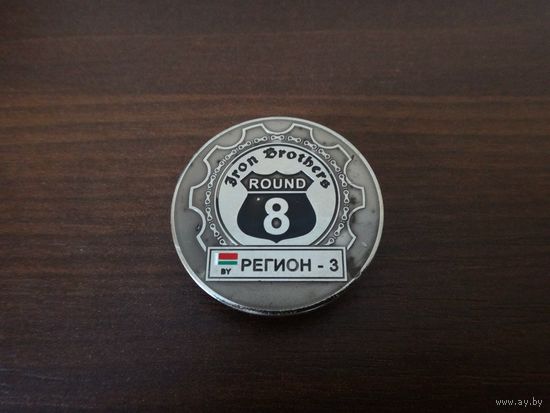 Iron Brothers
ROUND
8
BY РЕГИОН - 3
www.ay.by